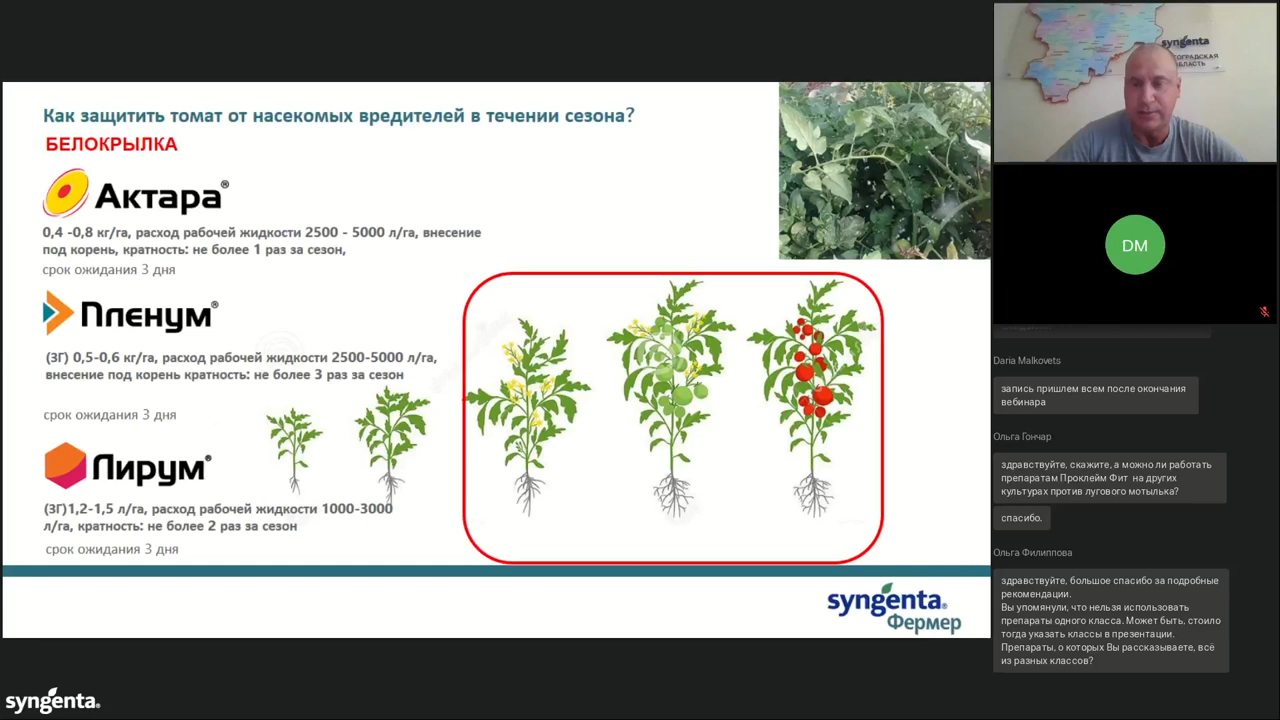 Как защитить томат от насекомых вредителей в течении сезона?
БЕЛОКРЫЛКА
Актара®
0,4 -0,8 кг/га, расход рабочей жидкости 2500 - 5000 л/га, внесение
под корень, кратность: не более 1 раз за сезон,
срок ожидания 3 дня
Пленум®
(ЗГ) 0,5-0,6 кг/га, расход рабочей жидкости 2500-5000 л/га,
внесение под корень кратность: не более 3 раз за сезон
срок ожидания 3 дня
Лирум®
(ЗГ)1,2-1,5 л/га, расход рабочей жидкости 1000-3000
л/га, кратность: не более 2 раз за сезон
срок ожидания 3 дня
syngenta®
Фермер
syngenta®
syngenta
ОБЛАСТЬ
DM
Daria Malkovets
запись пришлем всем после окончания
вебинара
Ольга Гончар
здравствуйте, скажите, а можно ли работать
препаратам Проклейм Фит на других
культурах против лугового мотылька?
спасибо.
Ольга Филиппова
здравствуйте, большое спасибо за подробные
рекомендации.
Вы упомянули, что нельзя использовать
препараты одного класса. Может быть, стоило
тогда указать классы в презентации.
Препараты, о которых Вы рассказываете, всё
из разных классов?